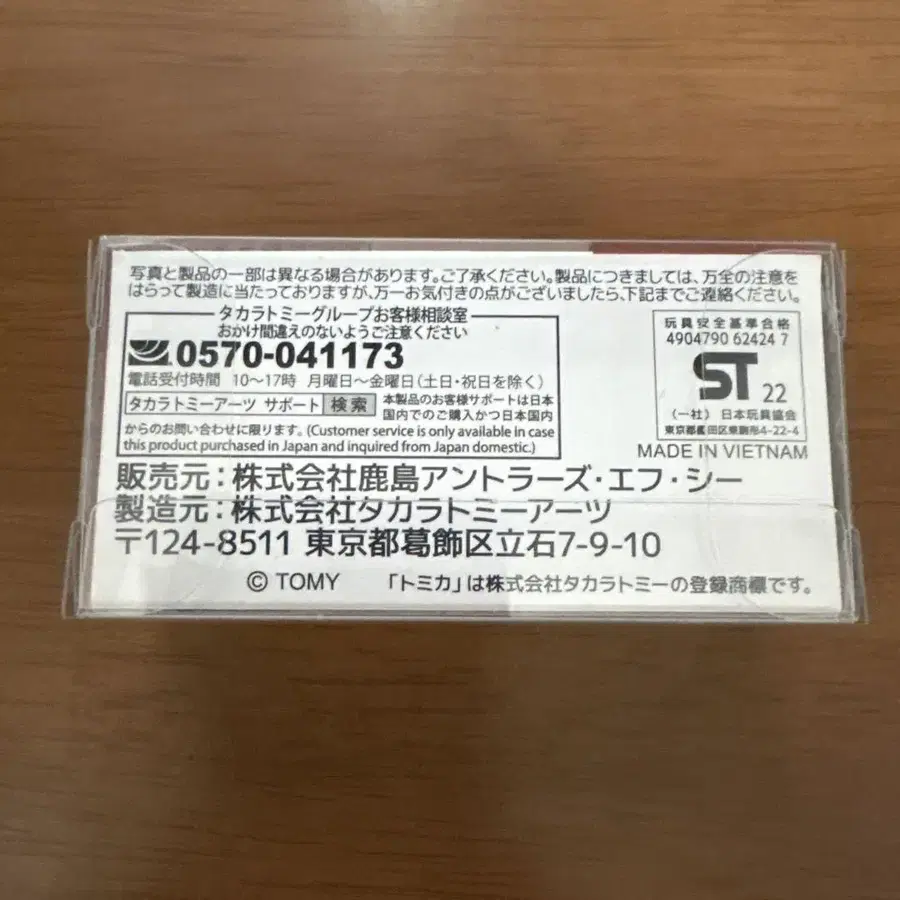 写真と製品の一部は異なる場合があります。ご了承ください。製品につきましては、万全の注意を
はらって製造に当たっておりますが、万一お気付きの点がございましたら、下記までご連絡ください。
タカラトミーグループお客様相談室
おかけ間違えのないようご注意ください
0570-041173
電話受付時間 10～17時 月曜日～金曜日(土日・祝日を除く)
タカラトミーアーツ サポート 検索
本製品のお客様サポートは日本
国内でのご購入かつ日本国内
からのお問い合わせに限ります。(Customer service is only available in case
this product purchased in Japan and inquired from Japan domestic.)
玩具安全基準合格
4904790 62424 7
ST 22
(一社) 日本玩具協会
東京都墨田区東駒形4-22-4
MADE IN VIETNAM
販売元：株式会社鹿島アントラーズ・エフ・シー
製造元：株式会社タカラトミーアーツ
〒124-8511 東京都葛飾区立石7-9-10
© TOMY 「トミカ」は株式会社タカラトミーの登録商標です。